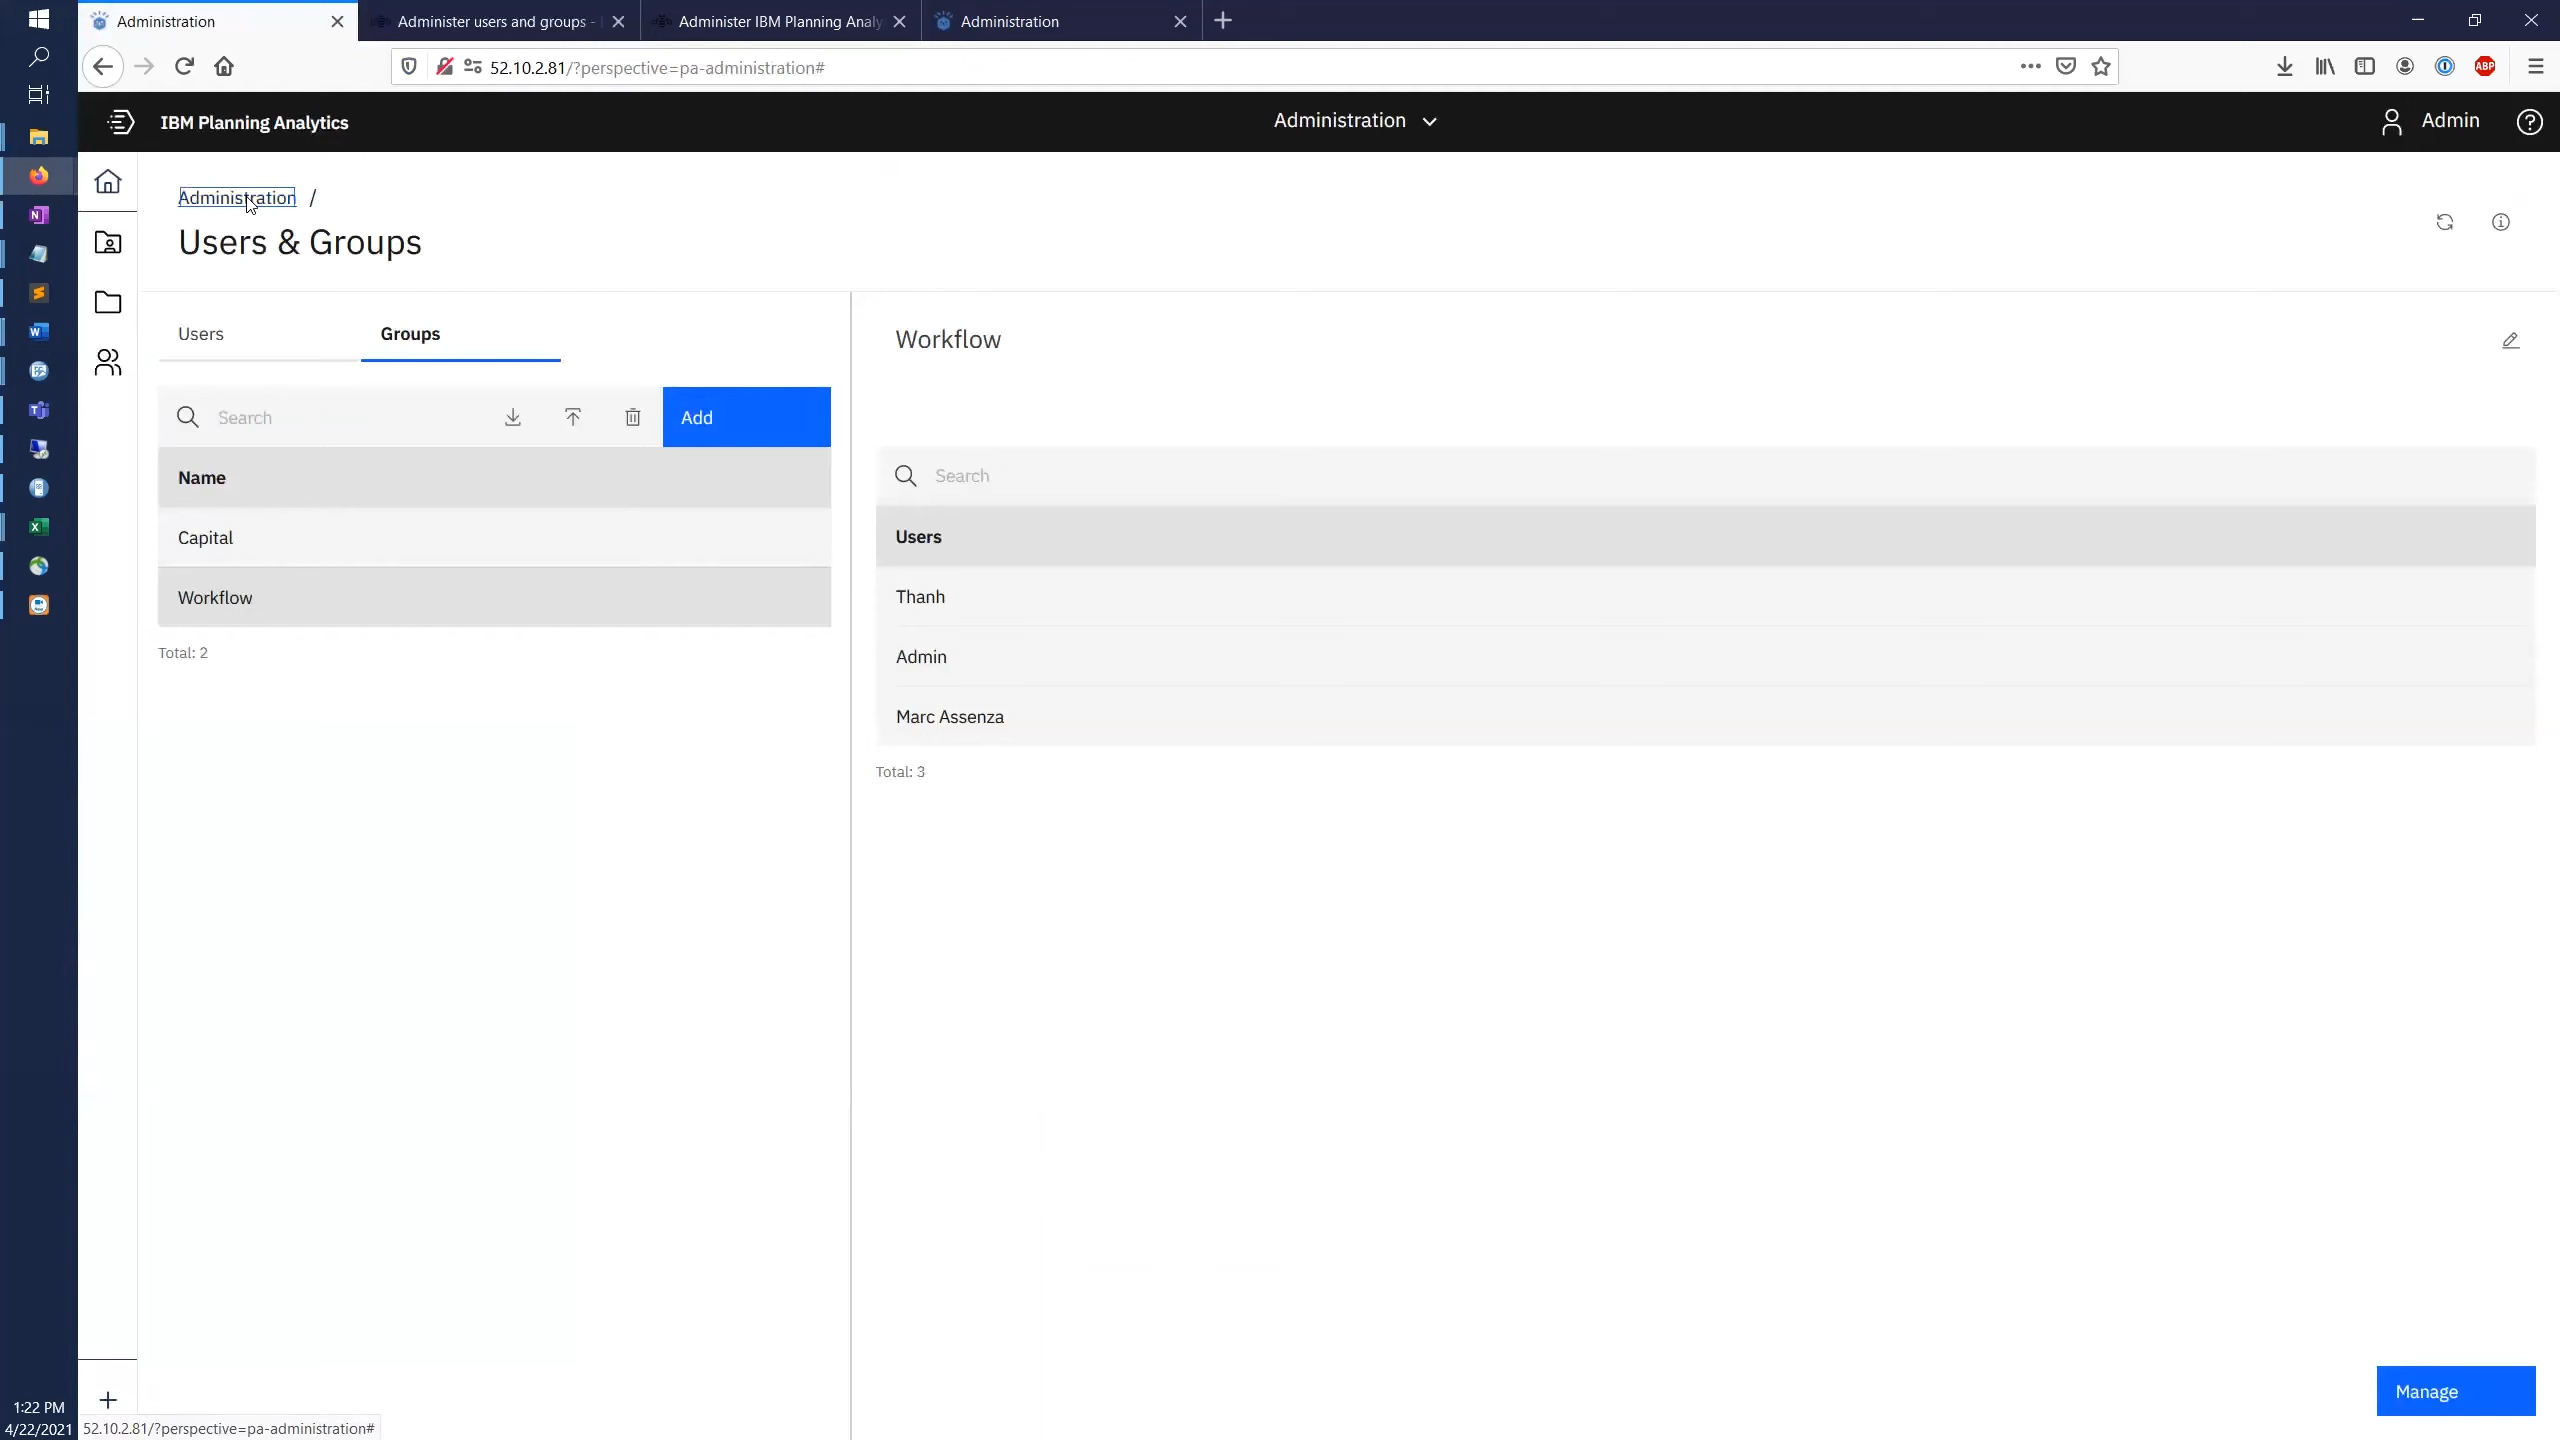 Administration
Administer users and groups -
Administer IBM Planning Analy
Administration
52.10.2.81/?perspective=pa-administration#
ABP
IBM Planning Analytics
Administration
Admin
Administration /
Users & Groups
Users
Groups
Search
Add
Name
Capital
Workflow
Total: 2
Workflow
Search
Users
Thanh
Admin
Marc Assenza
Total: 3
Manage
1:22 PM
4/22/2021
52.10.2.81/?perspective=pa-administration#